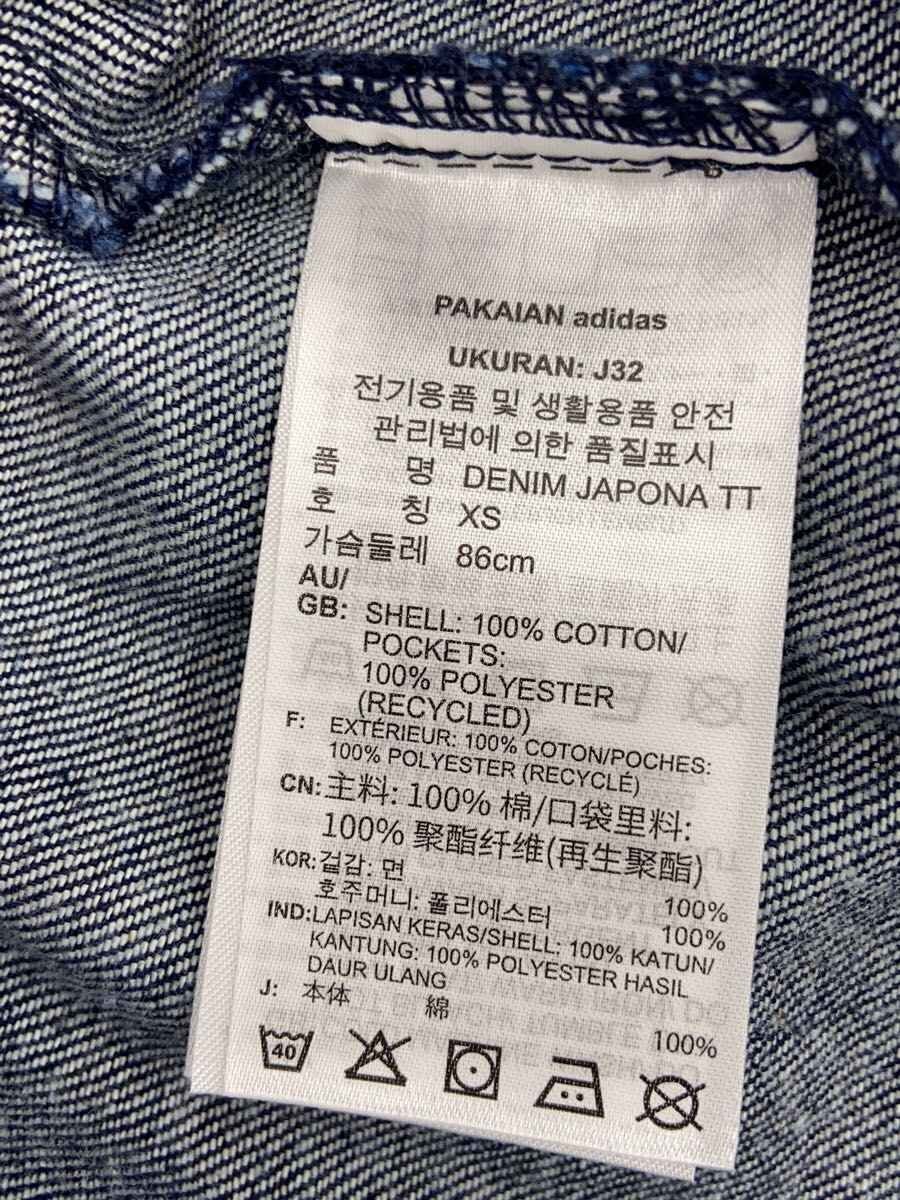 PAKAIAN adidas
UKURAN: J32
전기용품 및 생활용품 안전
관리법에 의한 품질표시
품 명 DENIM JAPONA TT
호 칭 XS
가슴둘레 86cm
AU/
GB: SHELL: 100% COTTON/
POCKETS:
100% POLYESTER
(RECYCLED)
F: EXTÉRIEUR: 100% COTON/POCHES:
100% POLYESTER (RECYCLÉ)
CN: 主料: 100% 棉/口袋里料:
100% 聚酯纤维(再生聚酯)
KOR: 겉감: 면 100%
호주머니: 폴리에스터 100%
IND: LAPISAN KERAS/SHELL: 100% KATUN/
KANTUNG: 100% POLYESTER HASIL
DAUR ULANG
J: 本体 綿 100%
40